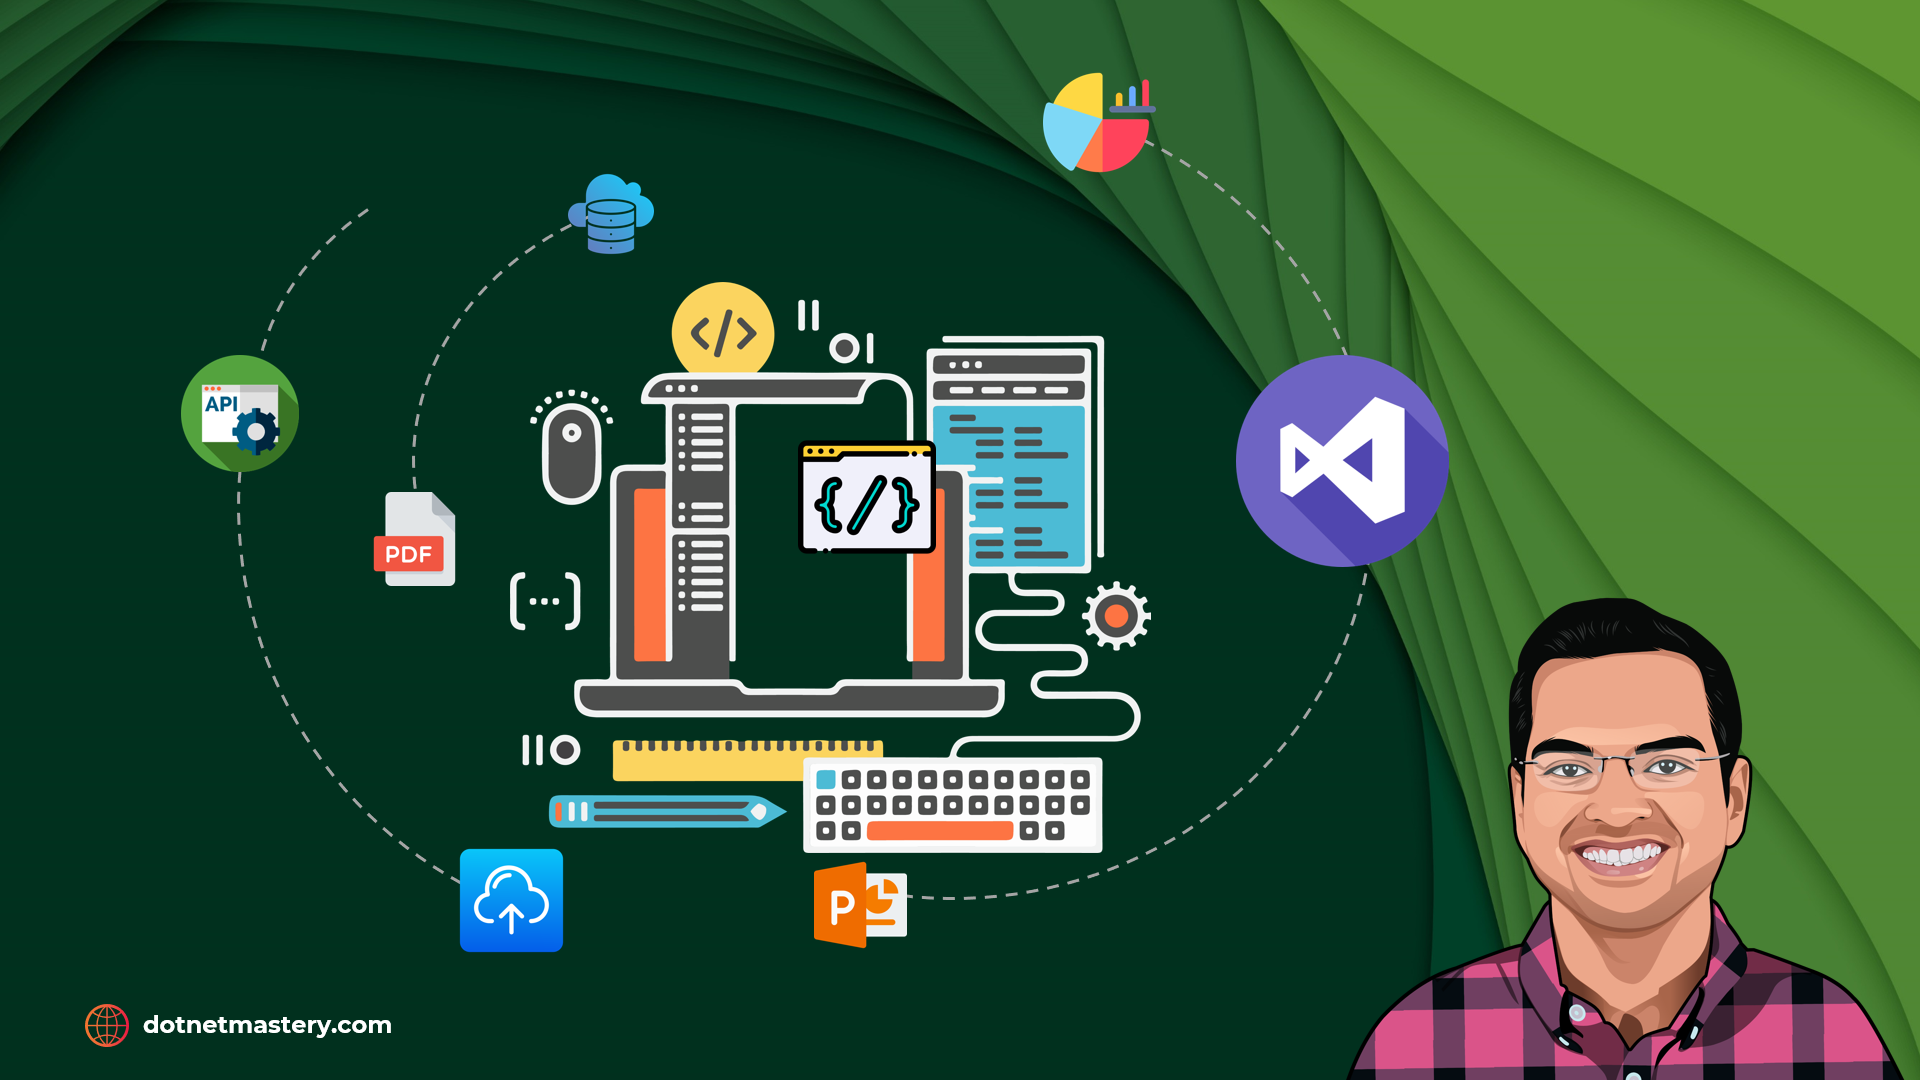 </>
API
{/}
PDF
[...]
P
dotnetmastery.com